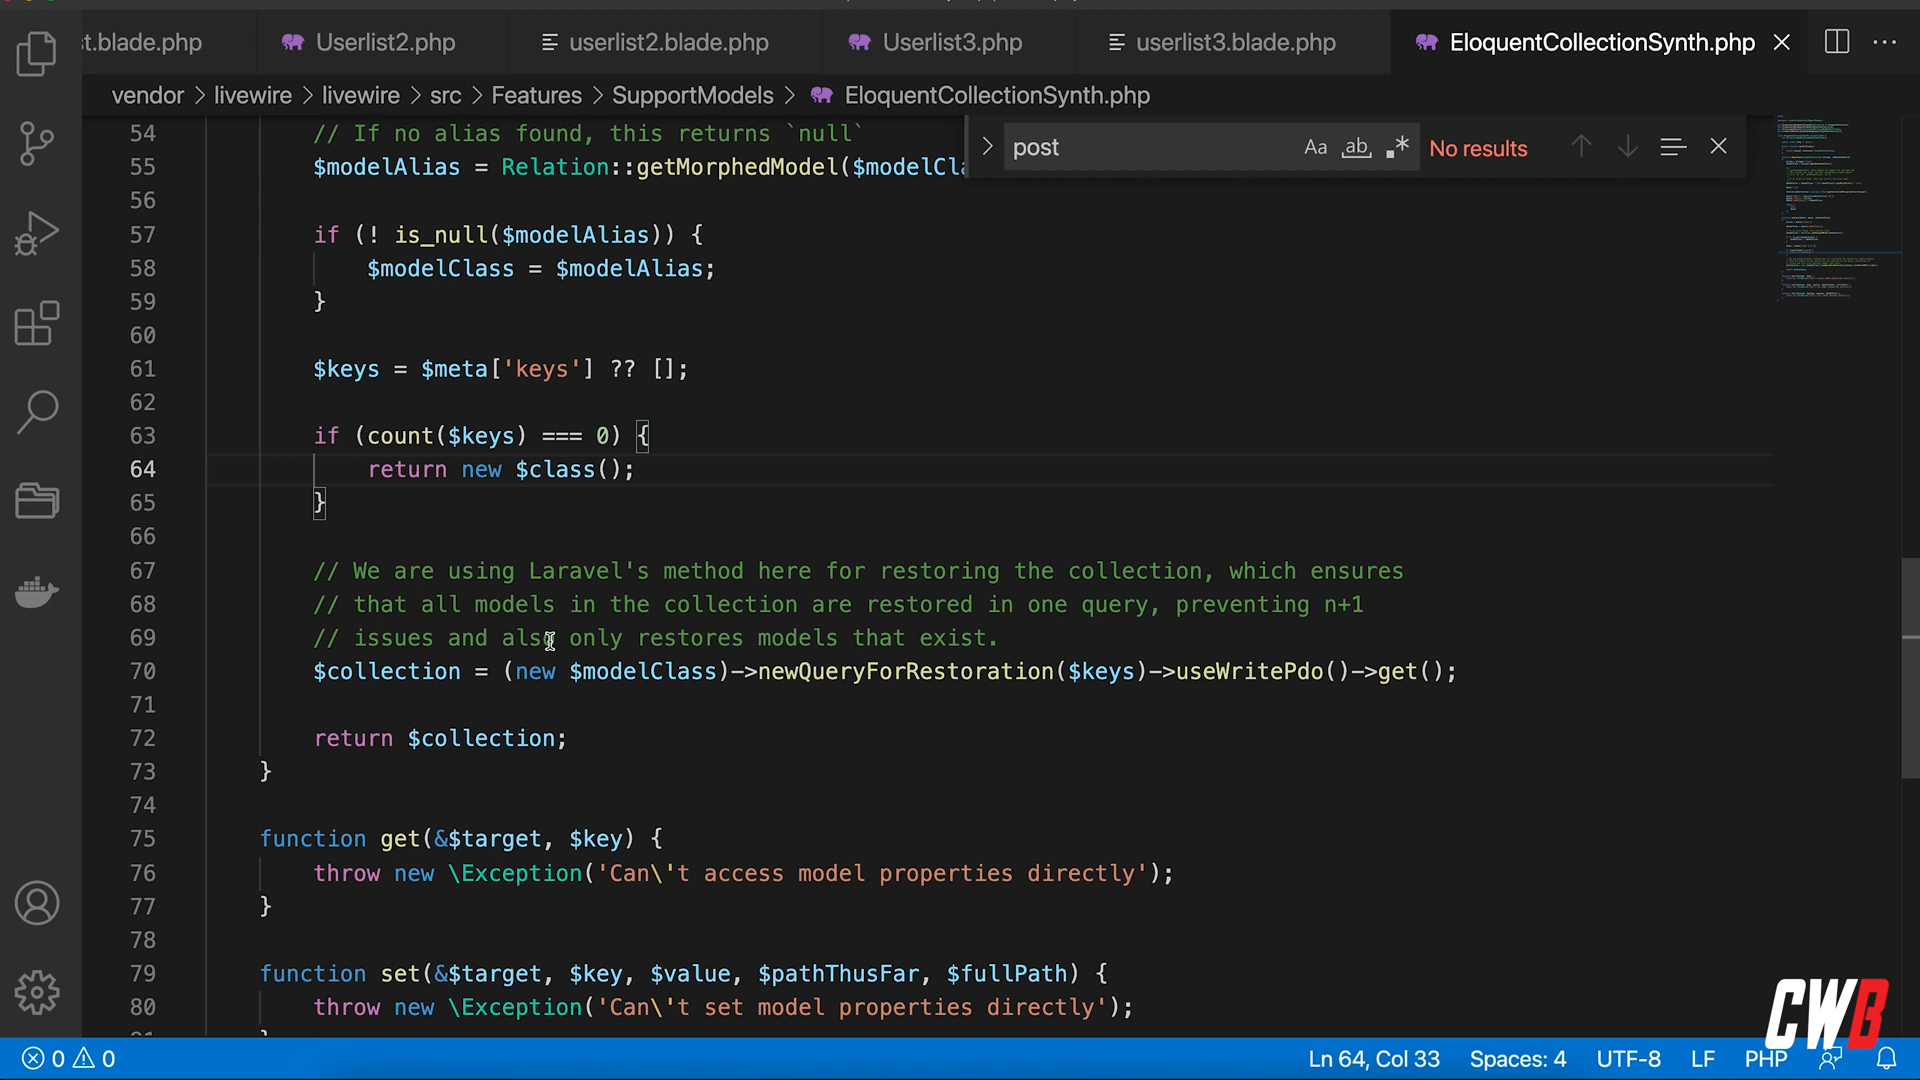 t.blade.php
Userlist2.php
userlist2.blade.php
Userlist3.php
userlist3.blade.php
EloquentCollectionSynth.php
vendor > livewire > livewire > src > Features > SupportModels > EloquentCollectionSynth.php
post
Aa
ab
.*
No results
54 // If no alias found, this returns `null`
55 $modelAlias = Relation::getMorphedModel($modelCla
56
57 if (! is_null($modelAlias)) {
58 $modelClass = $modelAlias;
59 }
60
61 $keys = $meta['keys'] ?? [];
62
63 if (count($keys) === 0) {
64 return new $class();
65 }
66
67 // We are using Laravel's method here for restoring the collection, which ensures
68 // that all models in the collection are restored in one query, preventing n+1
69 // issues and also only restores models that exist.
70 $collection = (new $modelClass)->newQueryForRestoration($keys)->useWritePdo()->get();
71
72 return $collection;
73 }
74
75 function get(&$target, $key) {
76 throw new \Exception('Can\'t access model properties directly');
77 }
78
79 function set(&$target, $key, $value, $pathThusFar, $fullPath) {
80 throw new \Exception('Can\'t set model properties directly');
CWB
0 0
Ln 64, Col 33
Spaces: 4
UTF-8
LF
PHP